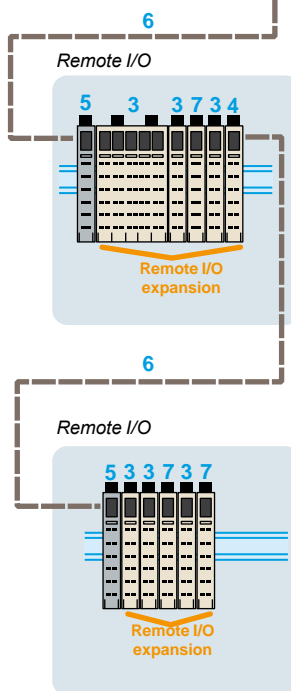 6
Remote I/O
5 3 3 7 3 4
Remote I/O
expansion
6
Remote I/O
5 3 3 7 3 7
Remote I/O
expansion